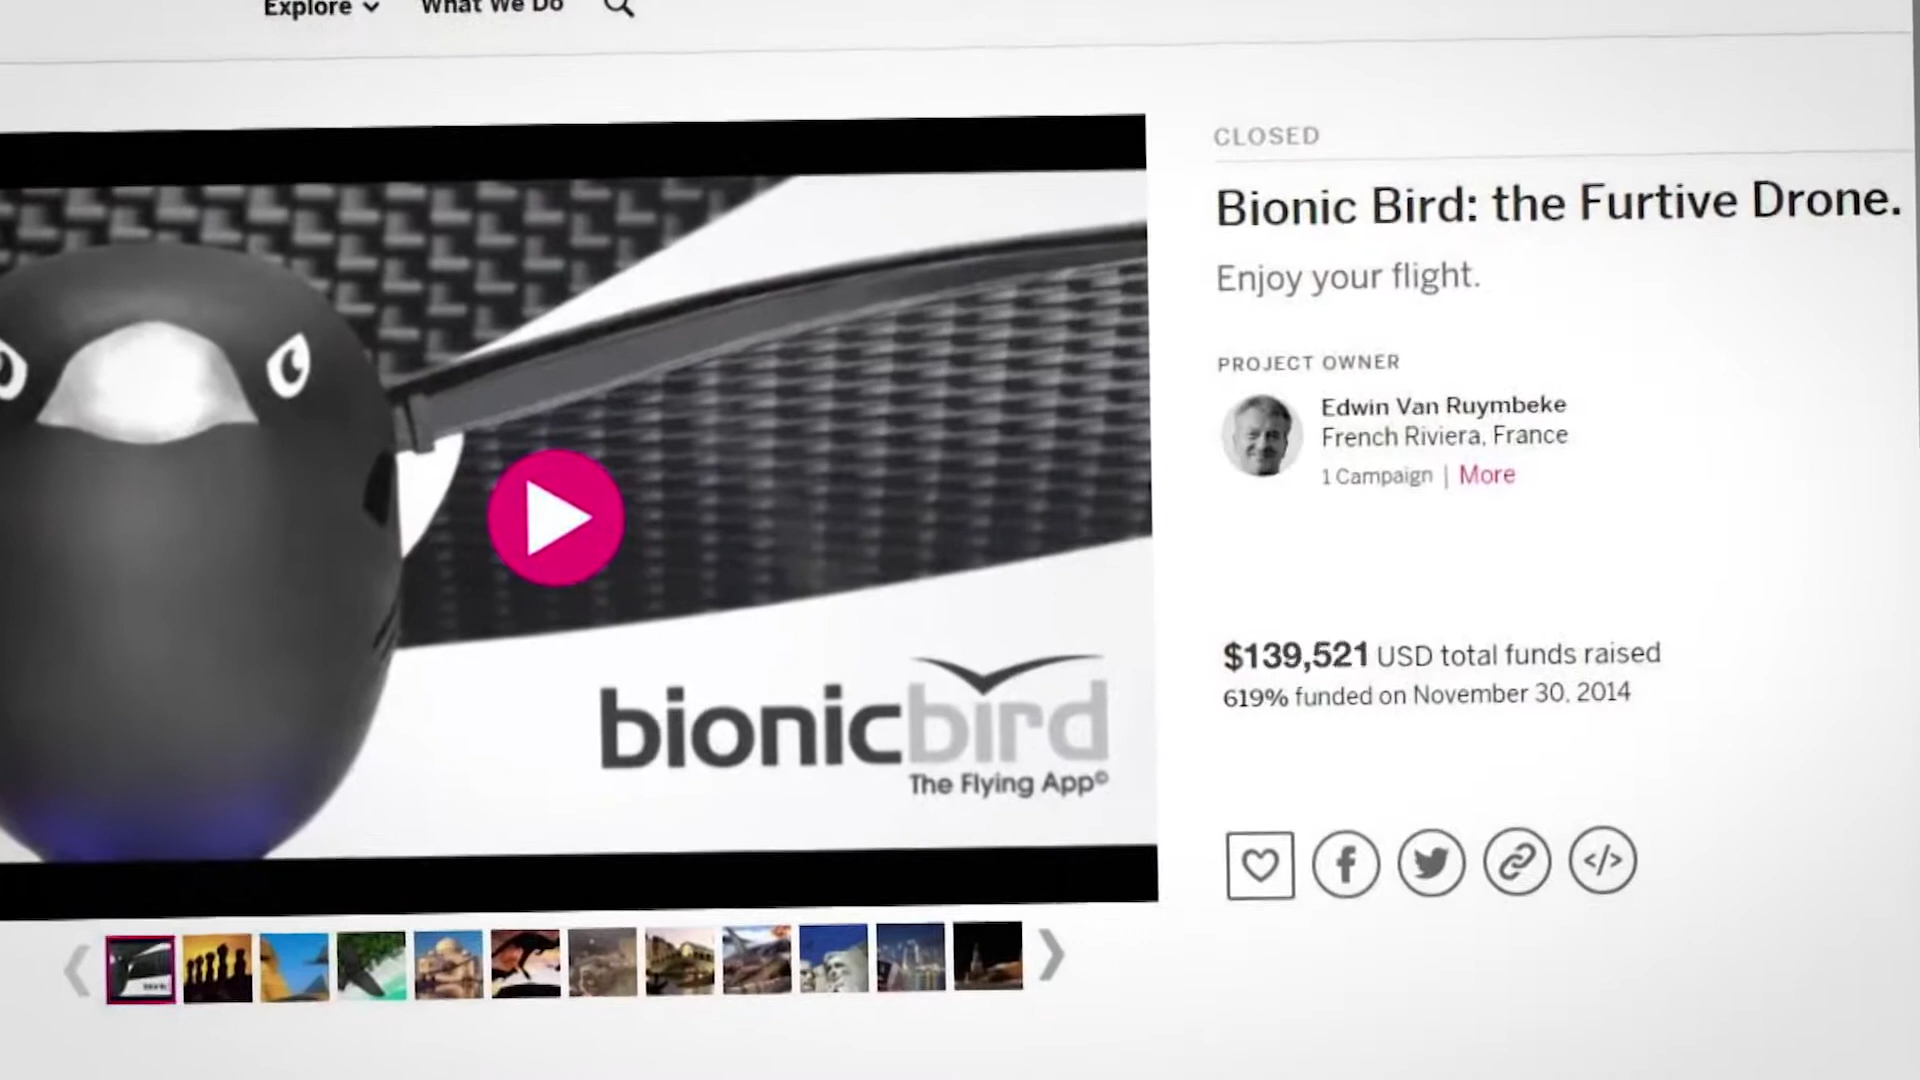 Explore What We Do
CLOSED
Bionic Bird: the Furtive Drone.
Enjoy your flight.
PROJECT OWNER
Edwin Van Ruymbeke
French Riviera, France
1 Campaign | More
$139,521 USD total funds raised
619% funded on November 30, 2014
bionicbird
The Flying App©